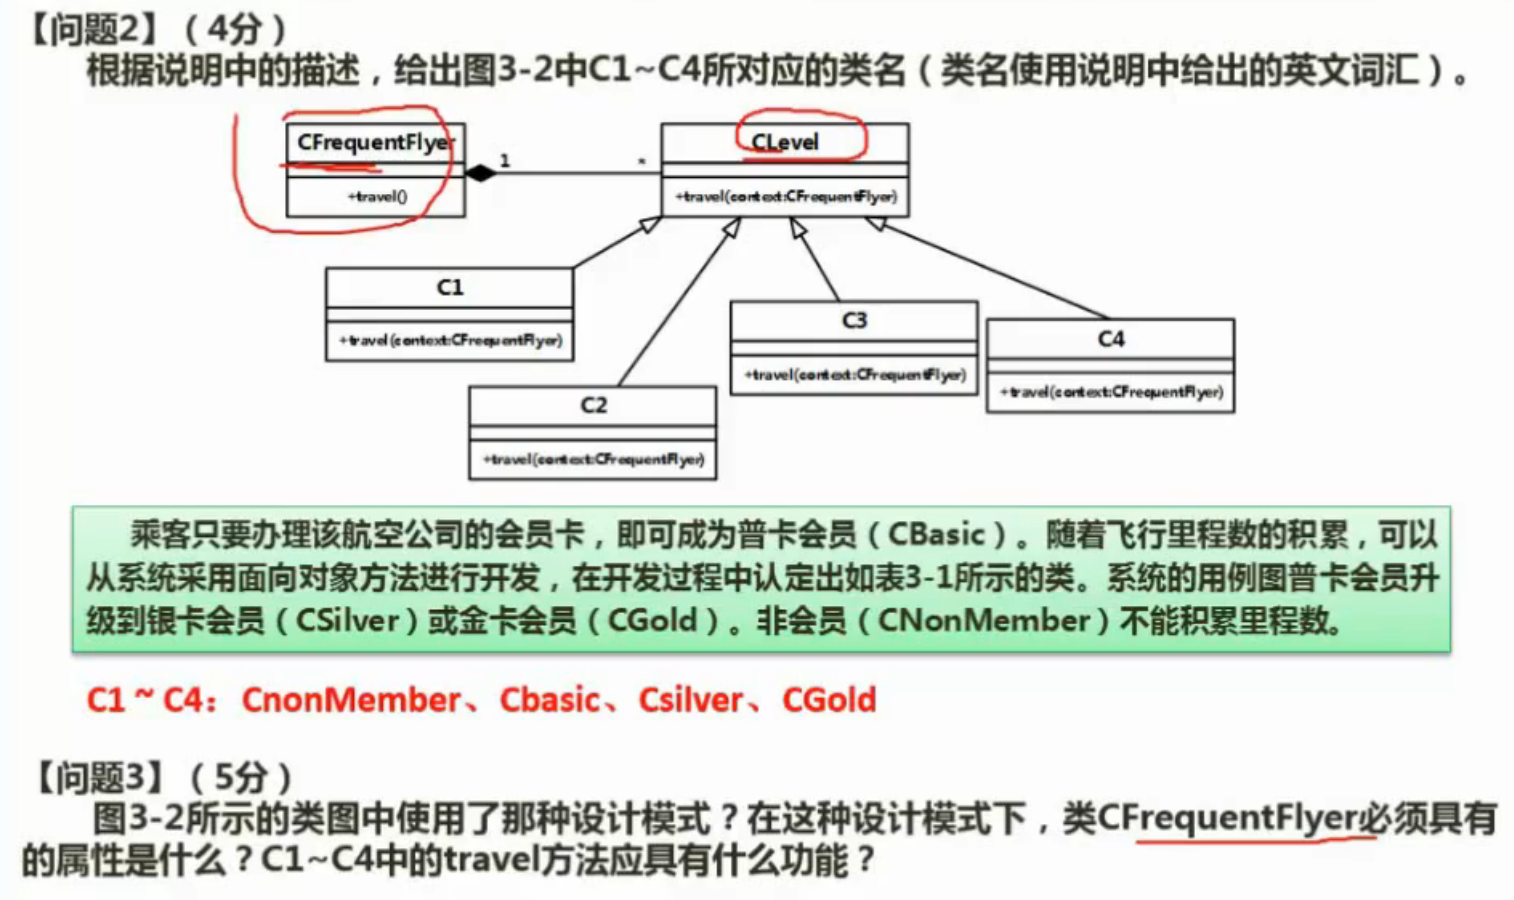 【问题2】（4分）
根据说明中的描述，给出图3-2中C1~C4所对应的类名（类名使用说明中给出的英文词汇）。
CFrequentFlyer
1
*
CLevel
+travel()
+travel(context:CFrequentFlyer)
C1
+travel(context:CFrequentFlyer)
C3
+travel(context:CFrequentFlyer)
C4
+travel(context:CFrequentFlyer)
C2
+travel(context:CFrequentFlyer)
乘客只要办理该航空公司的会员卡，即可成为普卡会员（CBasic）。随着飞行里程数的积累，可以
从系统采用面向对象方法进行开发，在开发过程中认定出如表3-1所示的类。系统的用例图普卡会员升
级到银卡会员（CSilver）或金卡会员（CGold）。非会员（CNonMember）不能积累里程数。
C1 ~ C4：CnonMember、Cbasic、Csilver、CGold
【问题3】（5分）
图3-2所示的类图中使用了那种设计模式？在这种设计模式下，类CFrequentFlyer必须具有
的属性是什么？C1~C4中的travel方法应具有什么功能？